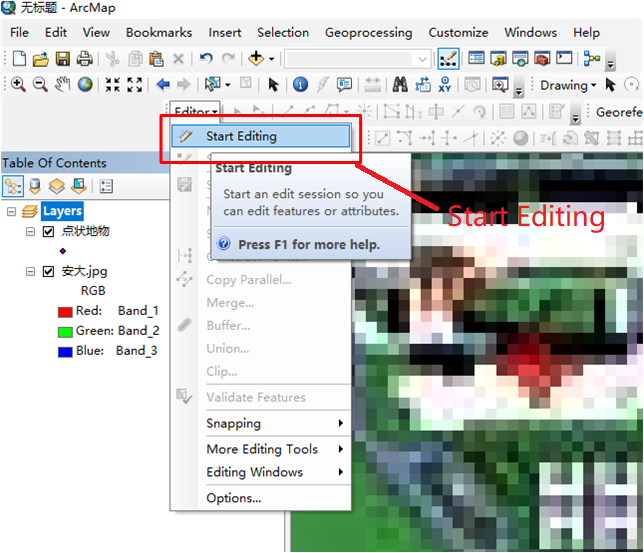 无标题 - ArcMap
File Edit View Bookmarks Insert Selection Geoprocessing Customize Windows Help
Drawing
Editor
Georefe
Start Editing
Table Of Contents
Start Editing
Start an edit session so you
can edit features or attributes.
Press F1 for more help.
Start Editing
Layers
点状地物
安大.jpg
RGB
Red: Band_1
Green: Band_2
Blue: Band_3
Copy Parallel...
Merge...
Buffer...
Union...
Clip...
Validate Features
Snapping
More Editing Tools
Editing Windows
Options...